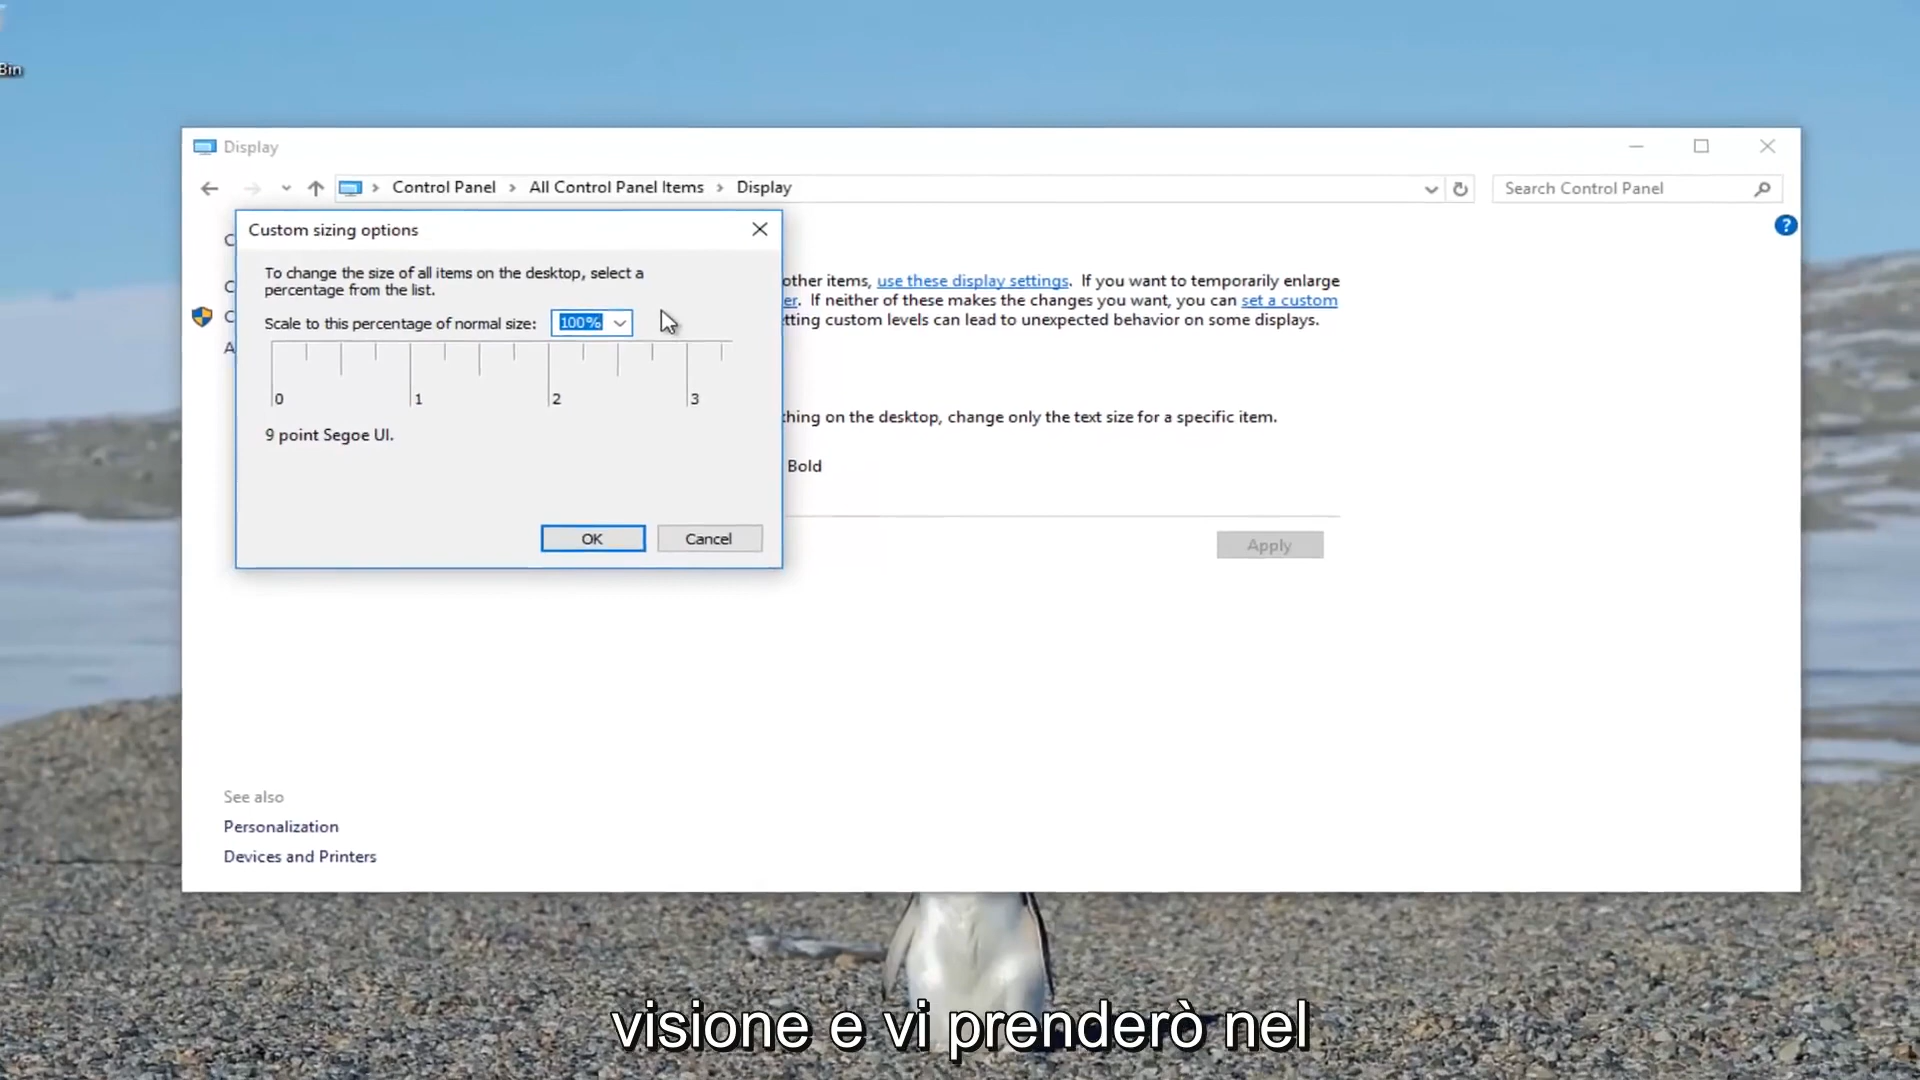 Bin
Display
Control Panel > All Control Panel Items > Display
Search Control Panel
?
Custom sizing options
To change the size of all items on the desktop, select a
percentage from the list.
Scale to this percentage of normal size: 100%
0 1 2 3
9 point Segoe UI.
OK Cancel
C
C
C
A
other items, use these display settings. If you want to temporarily enlarge
er. If neither of these makes the changes you want, you can set a custom
tting custom levels can lead to unexpected behavior on some displays.
thing on the desktop, change only the text size for a specific item.
Bold
Apply
See also
Personalization
Devices and Printers
visione e vi prenderò nel